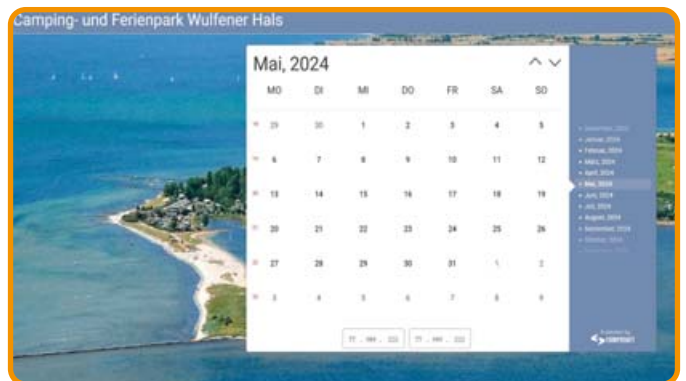 Camping- und Ferienpark Wulfener Hals
Mai, 2024
MO DI MI DO FR SA SO
29 30 1 2 3 4 5
6 7 8 9 10 11 12
13 14 15 16 17 18 19
20 21 22 23 24 25 26
27 28 29 30 31 1 2
3 4 5 6 7 8 9
Dezember, 2023
Januar, 2024
Februar, 2024
März, 2024
April, 2024
Mai, 2024
Juni, 2024
Juli, 2024
August, 2024
September, 2024
Oktober, 2024